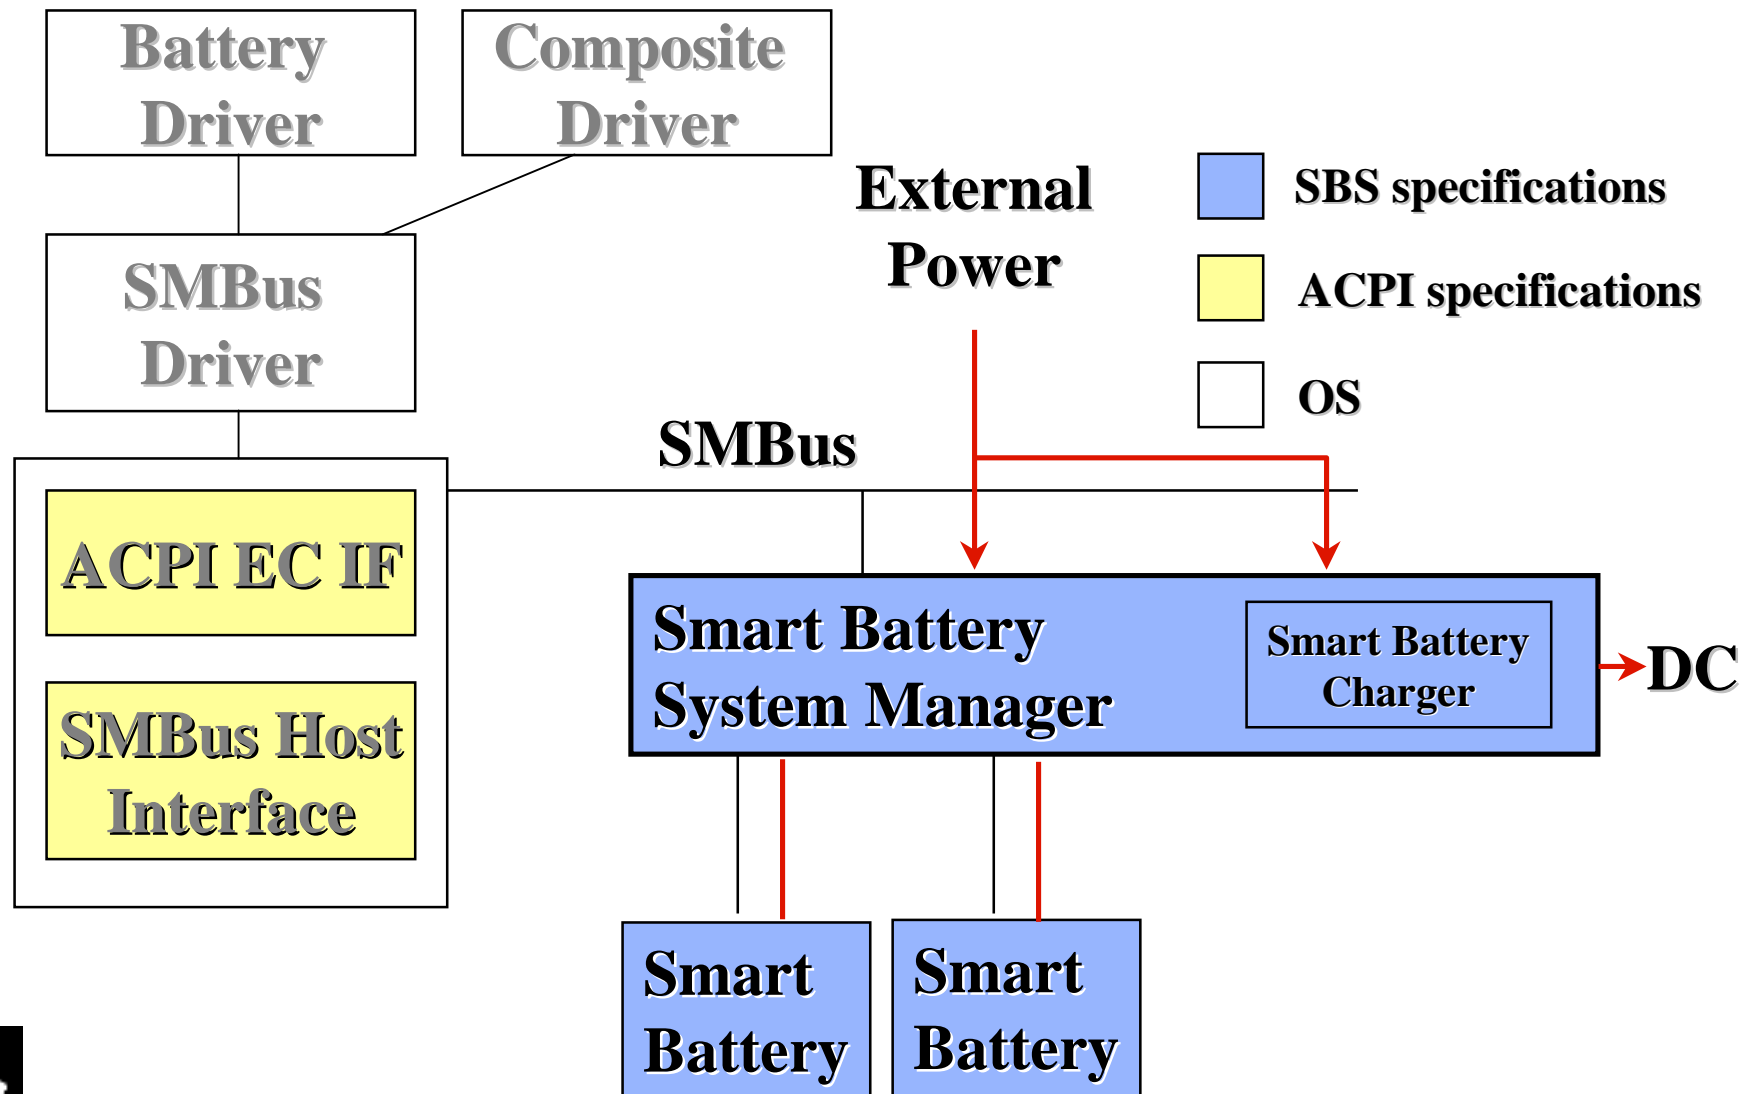 Battery
Driver
Composite
Driver
External
Power
SBS specifications
ACPI specifications
OS
SMBus
Driver
SMBus
ACPI EC IF
SMBus Host
Interface
Smart Battery
System Manager
Smart Battery
Charger
DC
Smart
Battery
Smart
Battery